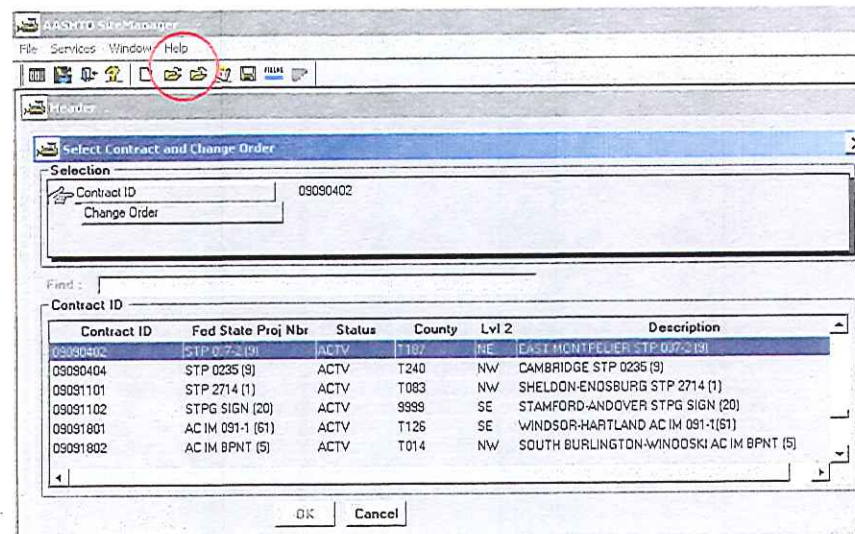 AASHTO SiteManager
File Services Window Help
Header
Select Contract and Change Order
Selection
Contract ID 09090402
Change Order
Find :
Contract ID
Contract ID Fed State Proj Nbr Status County Lvl 2 Description
09090402 STP 037-2 (9) ACTV T187 NE EAST MONTPELIER STP 037-2 (9)
09090404 STP 0235 (9) ACTV T240 NW CAMBRIDGE STP 0235 (9)
09091101 STP 2714 (1) ACTV T083 NW SHELDON-ENOSBURG STP 2714 (1)
09091102 STPG SIGN (20) ACTV 9999 SE STAMFORD-ANDOVER STPG SIGN (20)
09091801 AC IM 091-1 (61) ACTV T126 SE WINDSOR-HARTLAND AC IM 091-1(61)
09091802 AC IM BPNT (5) ACTV T014 NW SOUTH BURLINGTON-WINOOSKI AC IM BPNT (5)
OK Cancel